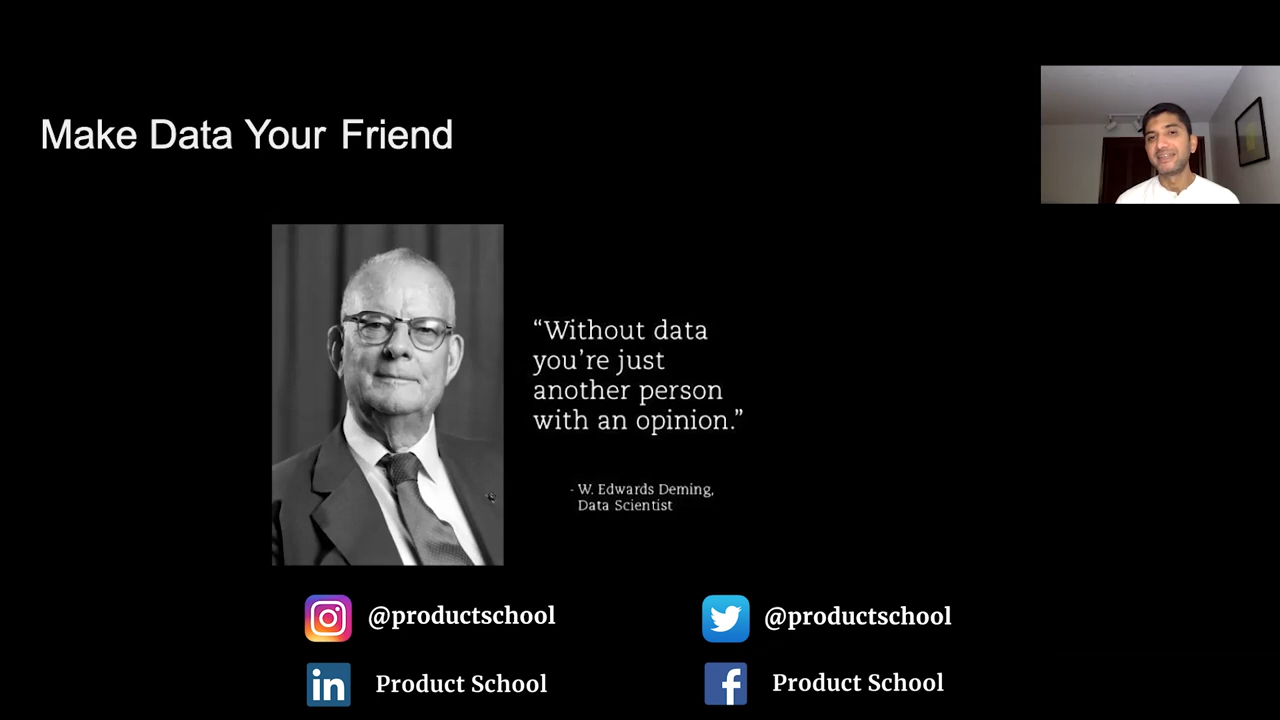 Make Data Your Friend
“Without data
you’re just
another person
with an opinion.”
- W. Edwards Deming,
Data Scientist
@productschool
@productschool
in Product School
f Product School